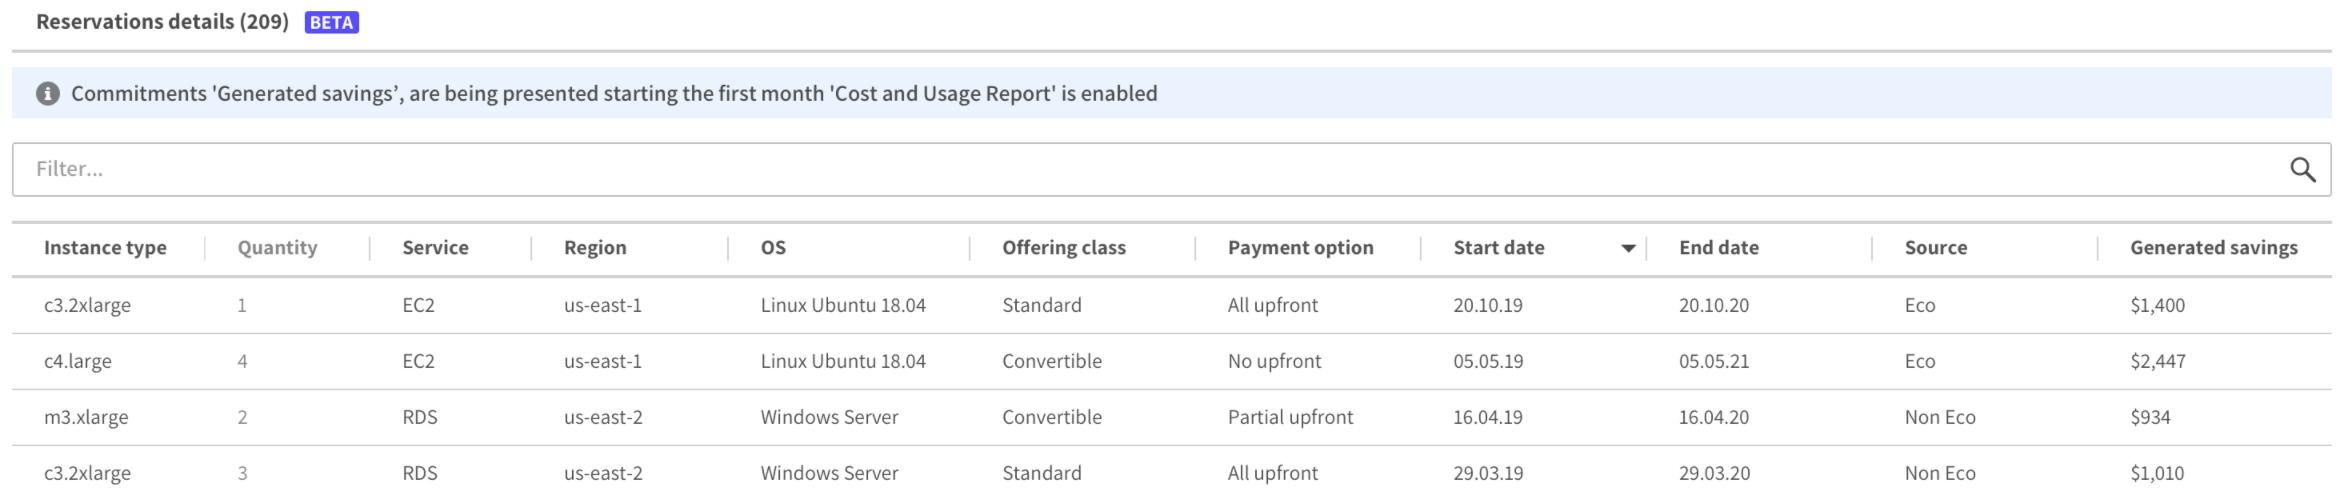 Reservations details (209) BETA
Commitments 'Generated savings’, are being presented starting the first month 'Cost and Usage Report' is enabled
Filter...
Instance type Quantity Service Region OS Offering class Payment option Start date End date Source Generated savings
c3.2xlarge 1 EC2 us-east-1 Linux Ubuntu 18.04 Standard All upfront 20.10.19 20.10.20 Eco $1,400
c4.large 4 EC2 us-east-1 Linux Ubuntu 18.04 Convertible No upfront 05.05.19 05.05.21 Eco $2,447
m3.xlarge 2 RDS us-east-2 Windows Server Convertible Partial upfront 16.04.19 16.04.20 Non Eco $934
c3.2xlarge 3 RDS us-east-2 Windows Server Standard All upfront 29.03.19 29.03.20 Non Eco $1,010